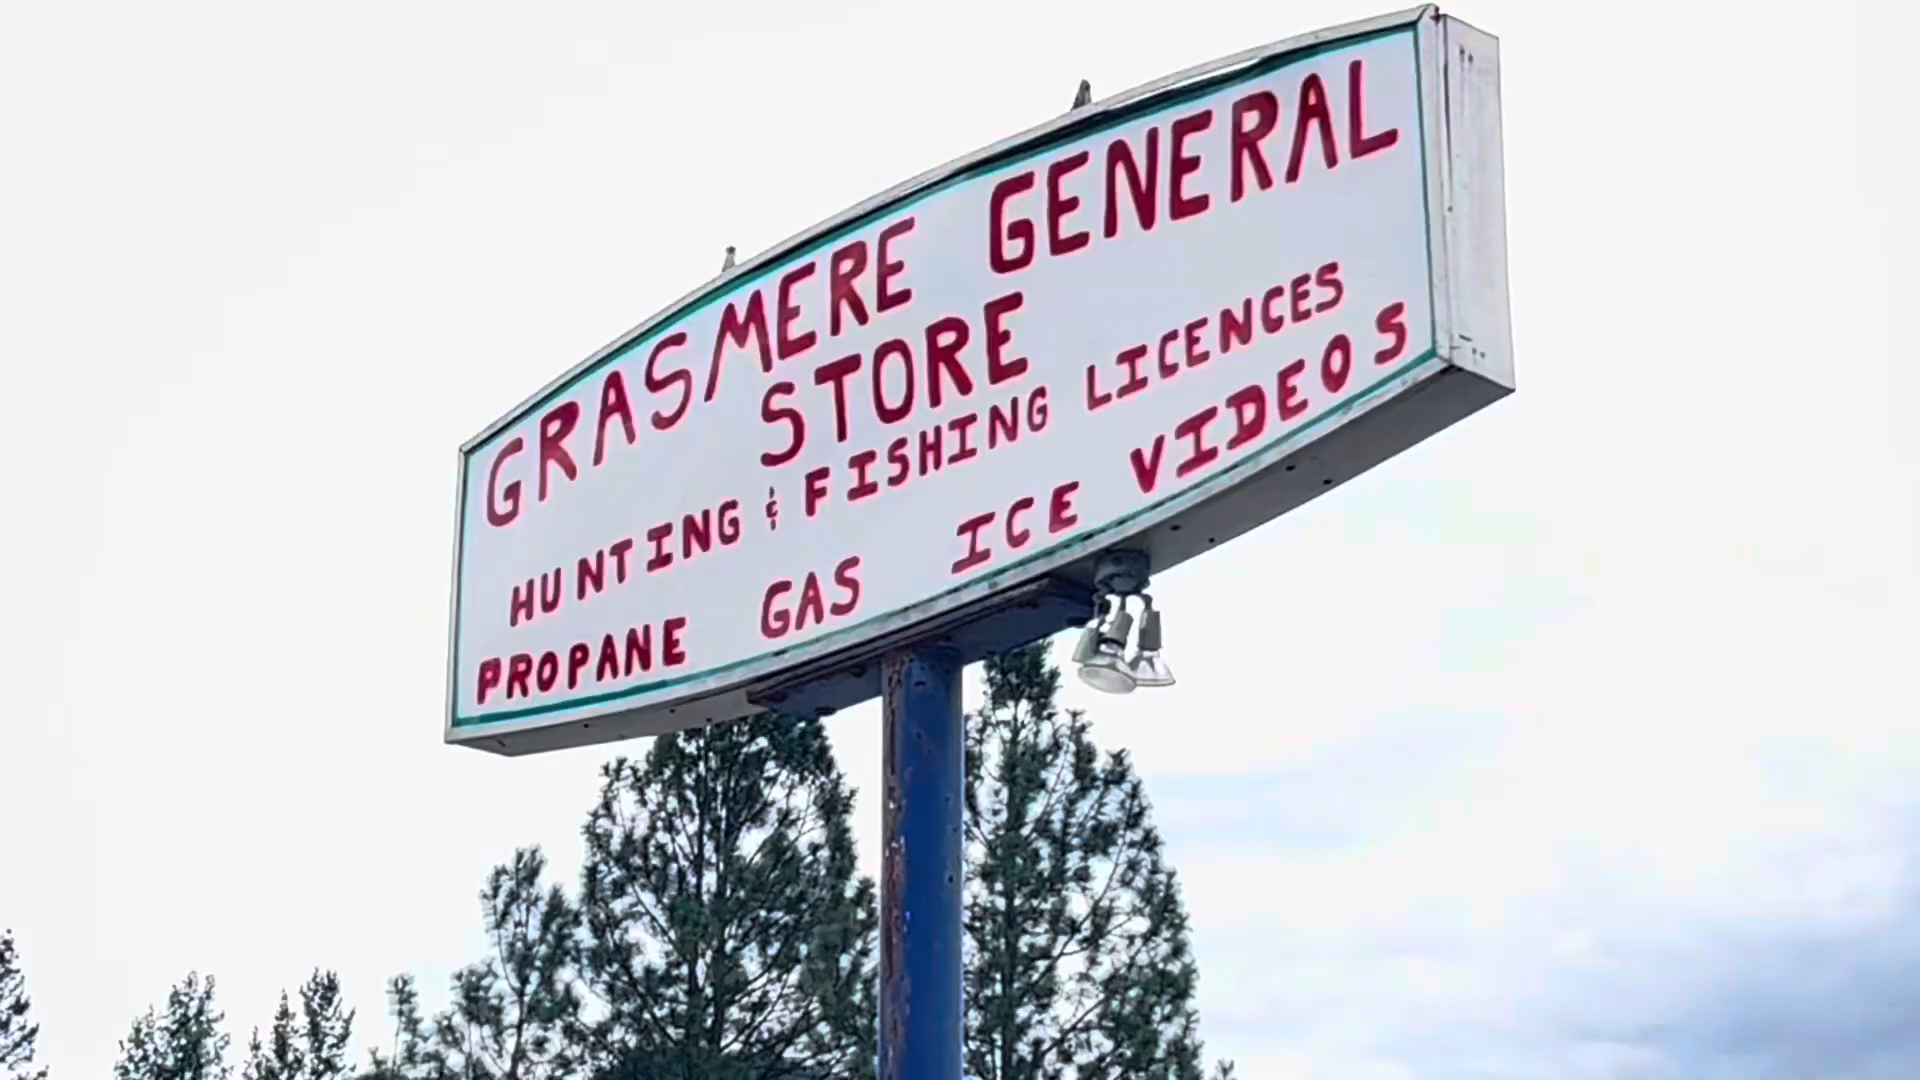 GRASMERE GENERAL
STORE
HUNTING & FISHING LICENCES
PROPANE GAS ICE VIDEOS